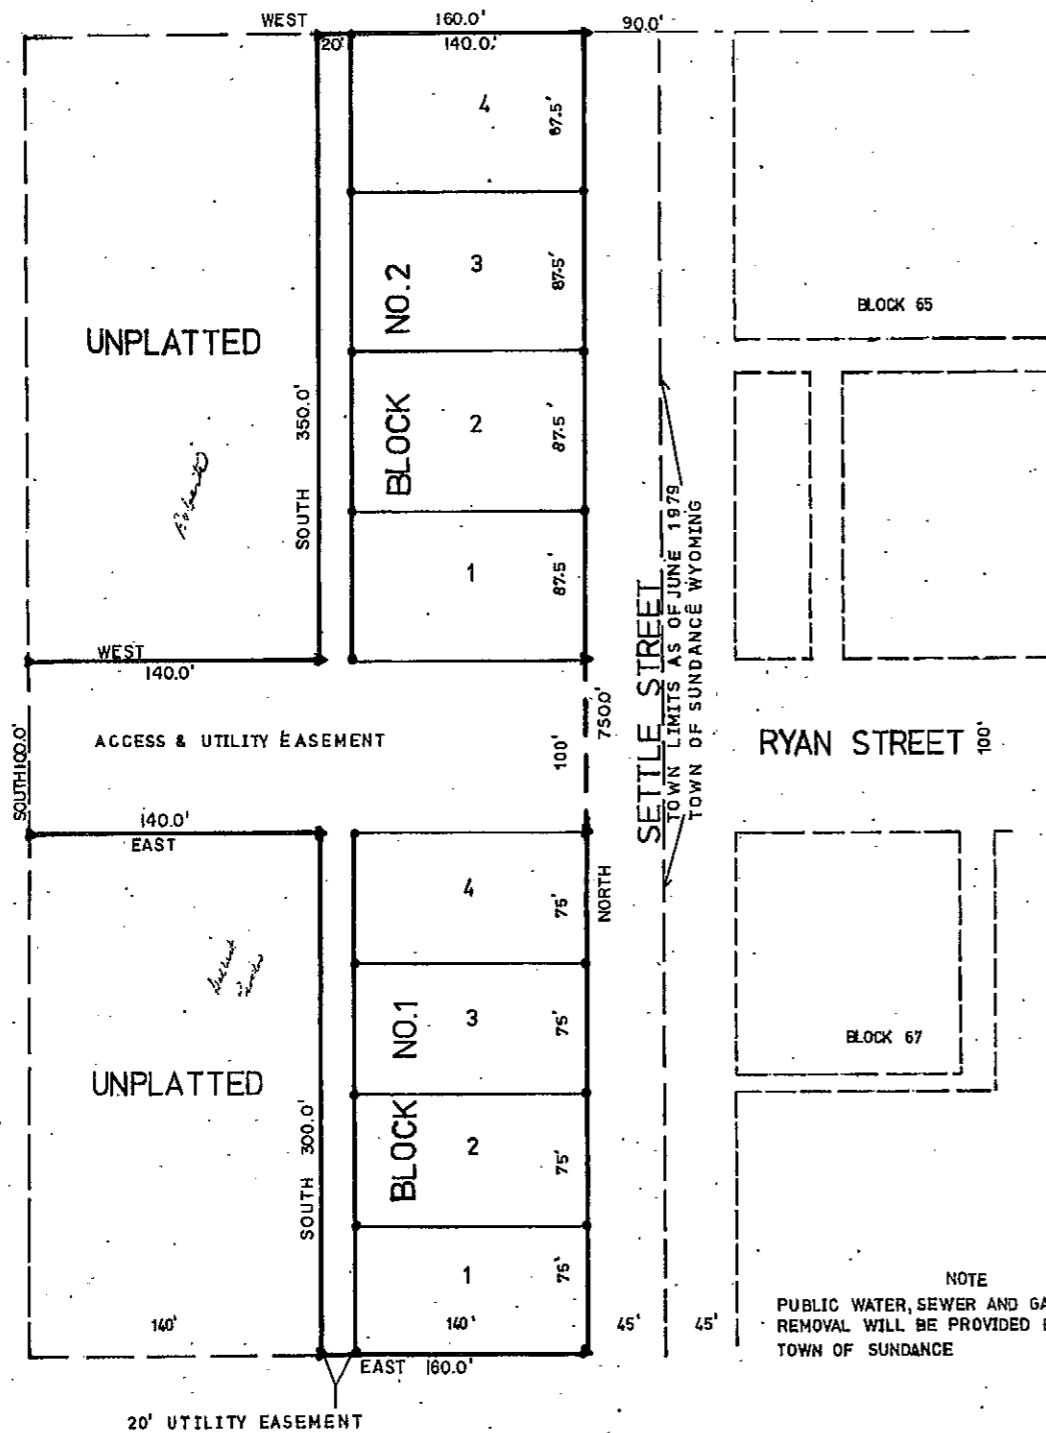 WEST
160.0'
90.0'
20'
140.0'
4
87.5'
3
87.5'
NO.2
BLOCK 65
UNPLATTED
SOUTH 350.0'
BLOCK
2
87.5'
1
87.5'
SETTLE STREET
TOWN LIMITS AS OF JUNE 1979
TOWN OF SUNDANCE WYOMING
WEST
140.0'
SOUTH 100.0'
ACCESS & UTILITY EASEMENT
100'
750.0'
RYAN STREET
100'
140.0'
EAST
NORTH
4
75'
3
75'
NO.1
BLOCK 67
UNPLATTED
SOUTH 300.0'
BLOCK
2
75'
1
75'
NOTE
PUBLIC WATER, SEWER AND GA
REMOVAL WILL BE PROVIDED B
TOWN OF SUNDANCE
140'
140'
45'
45'
EAST 160.0'
20' UTILITY EASEMENT